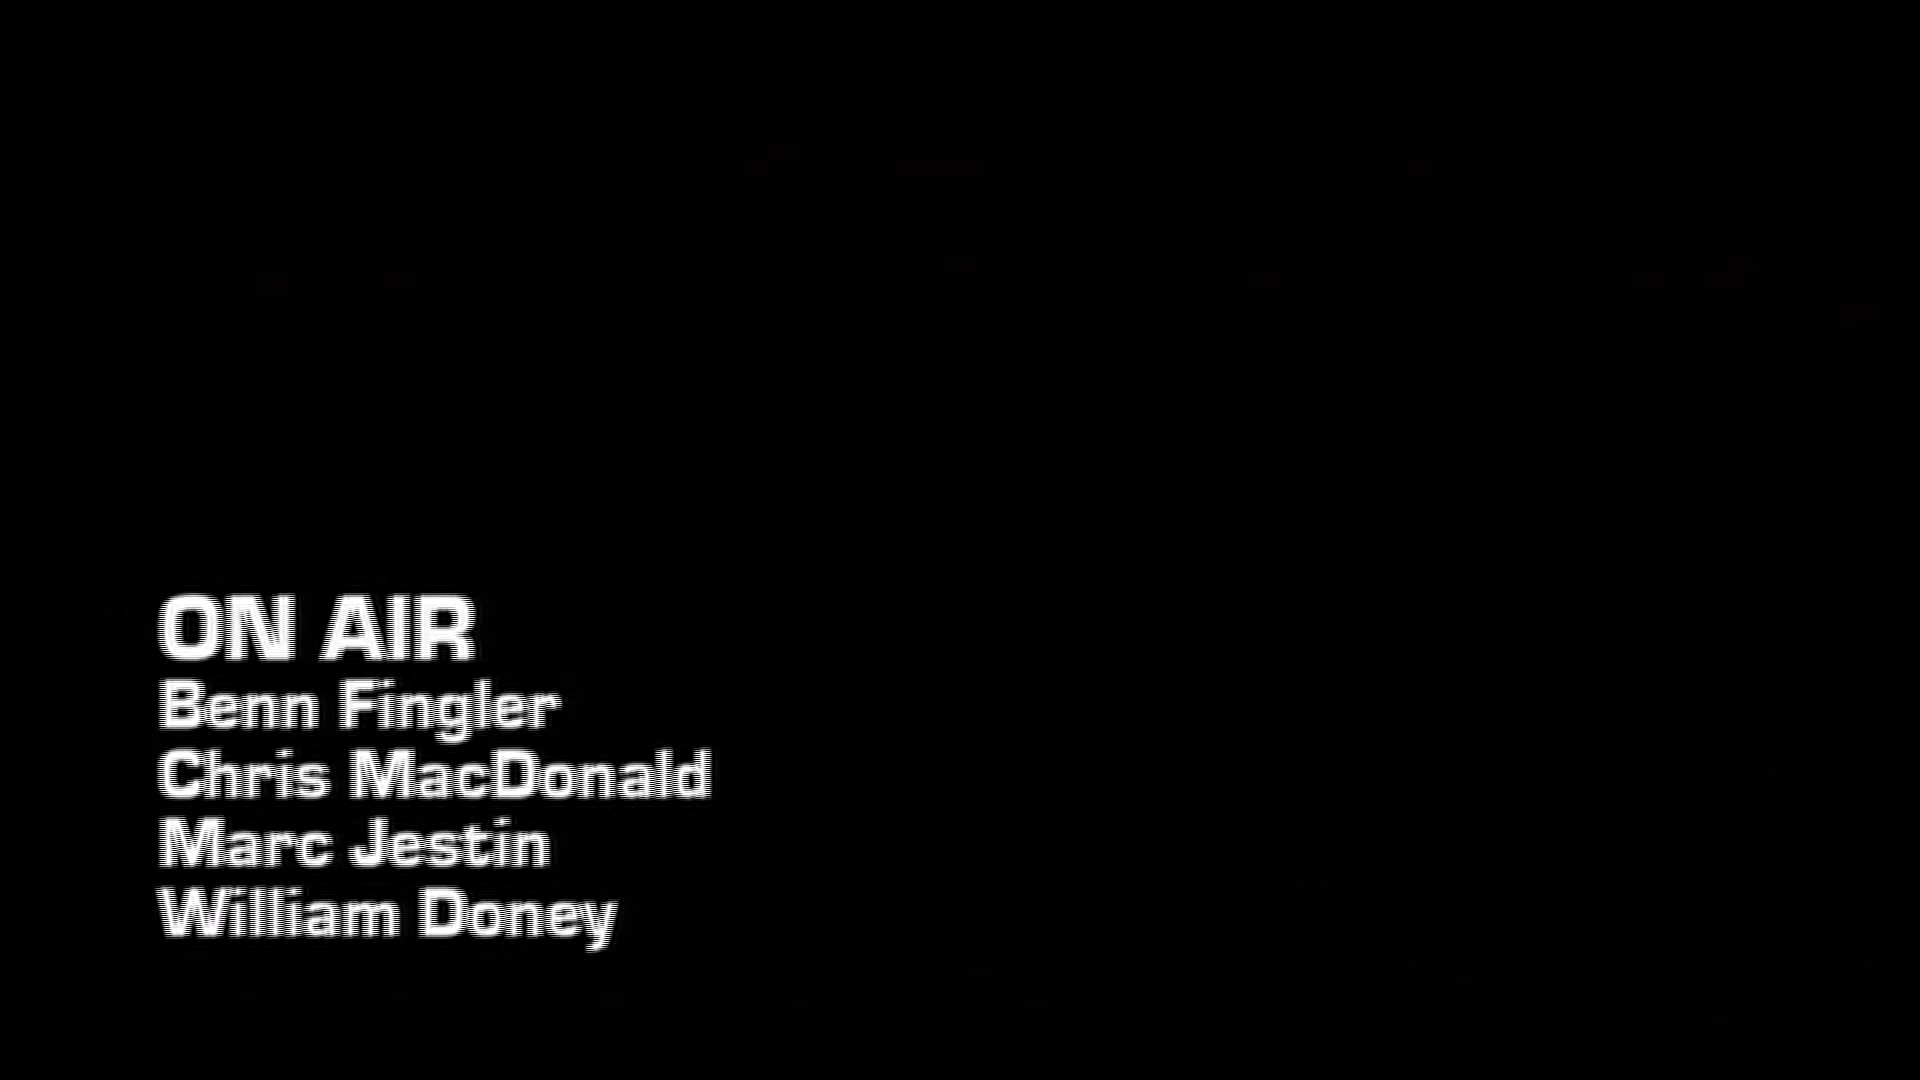 ON AIR
Benn Fingler
Chris MacDonald
Marc Jestin
William Doney